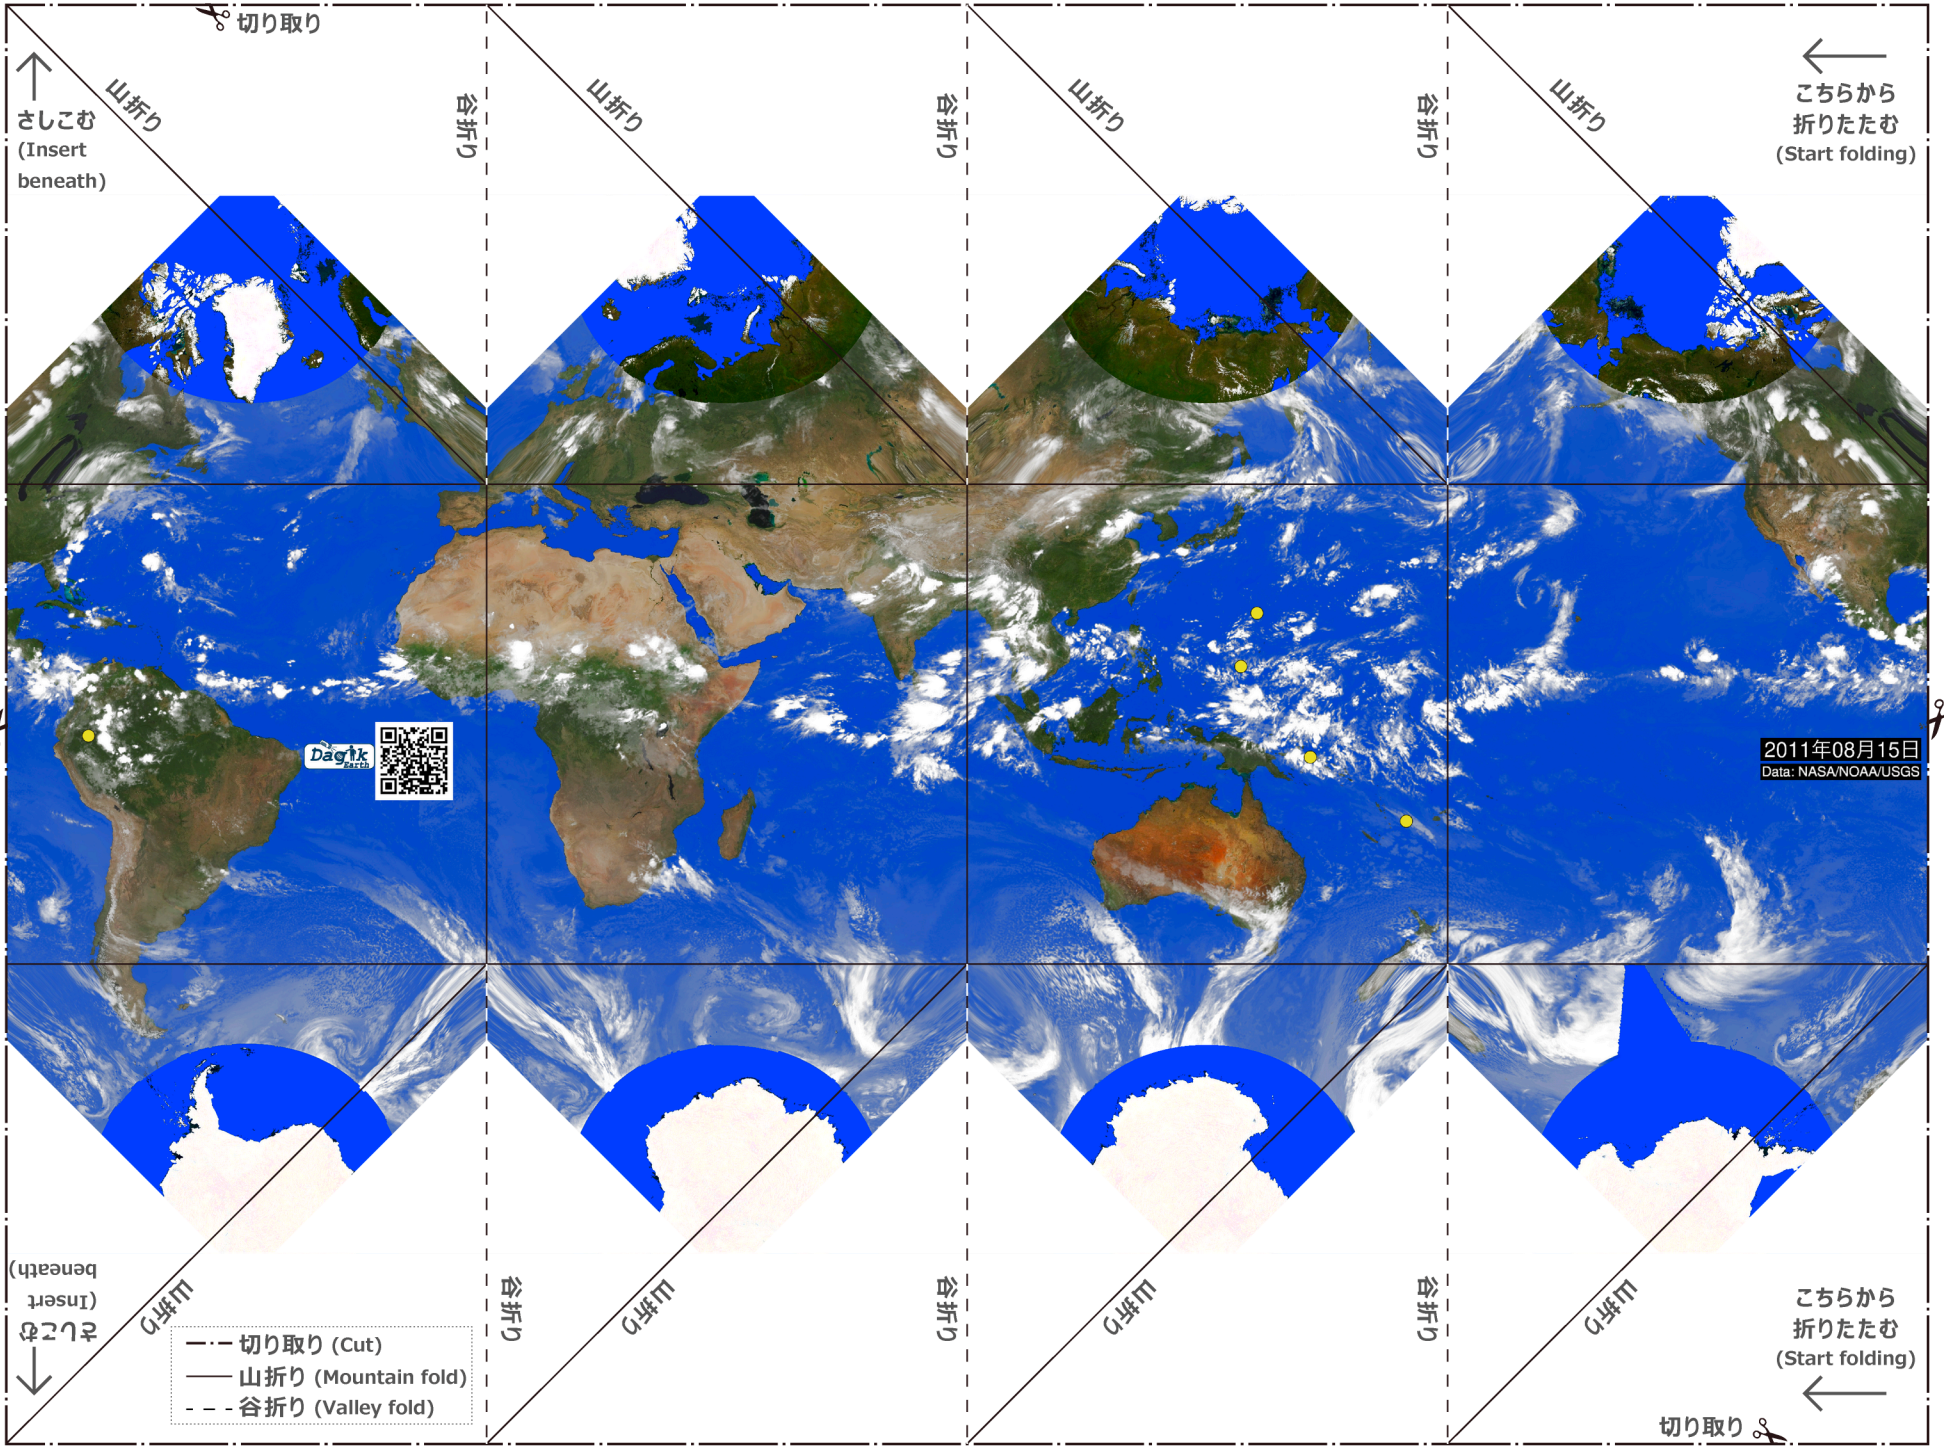 切り取り
山折り
谷折り
山折り
谷折り
山折り
谷折り
山折り
さしこむ
(Insert
beneath)
こちらから
折りたたむ
(Start folding)
Dagik
Earth
2011年08月15日
Data: NASA/NOAA/USGS
さしこむ
(Insert
beneath)
山折り
谷折り
山折り
谷折り
山折り
谷折り
山折り
こちらから
折りたたむ
(Start folding)
切り取り (Cut)
山折り (Mountain fold)
谷折り (Valley fold)
切り取り